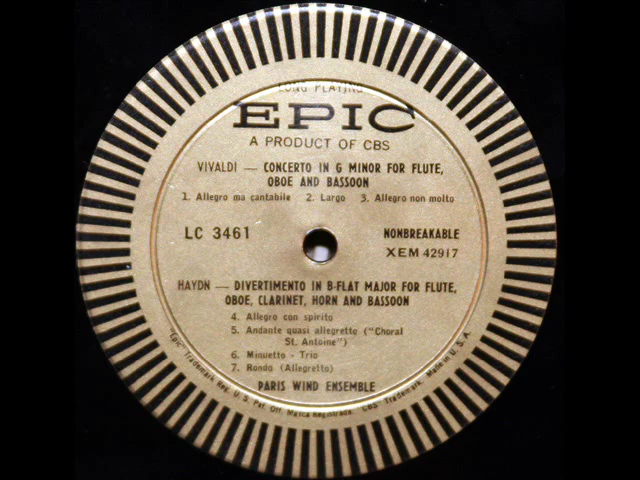 LONG PLAYING
EPIC
A PRODUCT OF CBS
VIVALDI — CONCERTO IN G MINOR FOR FLUTE,
OBOE AND BASSOON
1. Allegro ma cantabile 2. Largo 3. Allegro non molto
LC 3461
NONBREAKABLE
XEM 42917
HAYDN — DIVERTIMENTO IN B-FLAT MAJOR FOR FLUTE,
OBOE, CLARINET, HORN AND BASSOON
4. Allegro con spirito
5. Andante quasi allegretto ("Choral
St. Antoine")
6. Minuetto - Trio
7. Rondo (Allegretto)
PARIS WIND ENSEMBLE
"Epic" Trademark Reg. U.S. Pat. Off. Marca Registrada. "CBS" Trademark. Made in U.S.A.